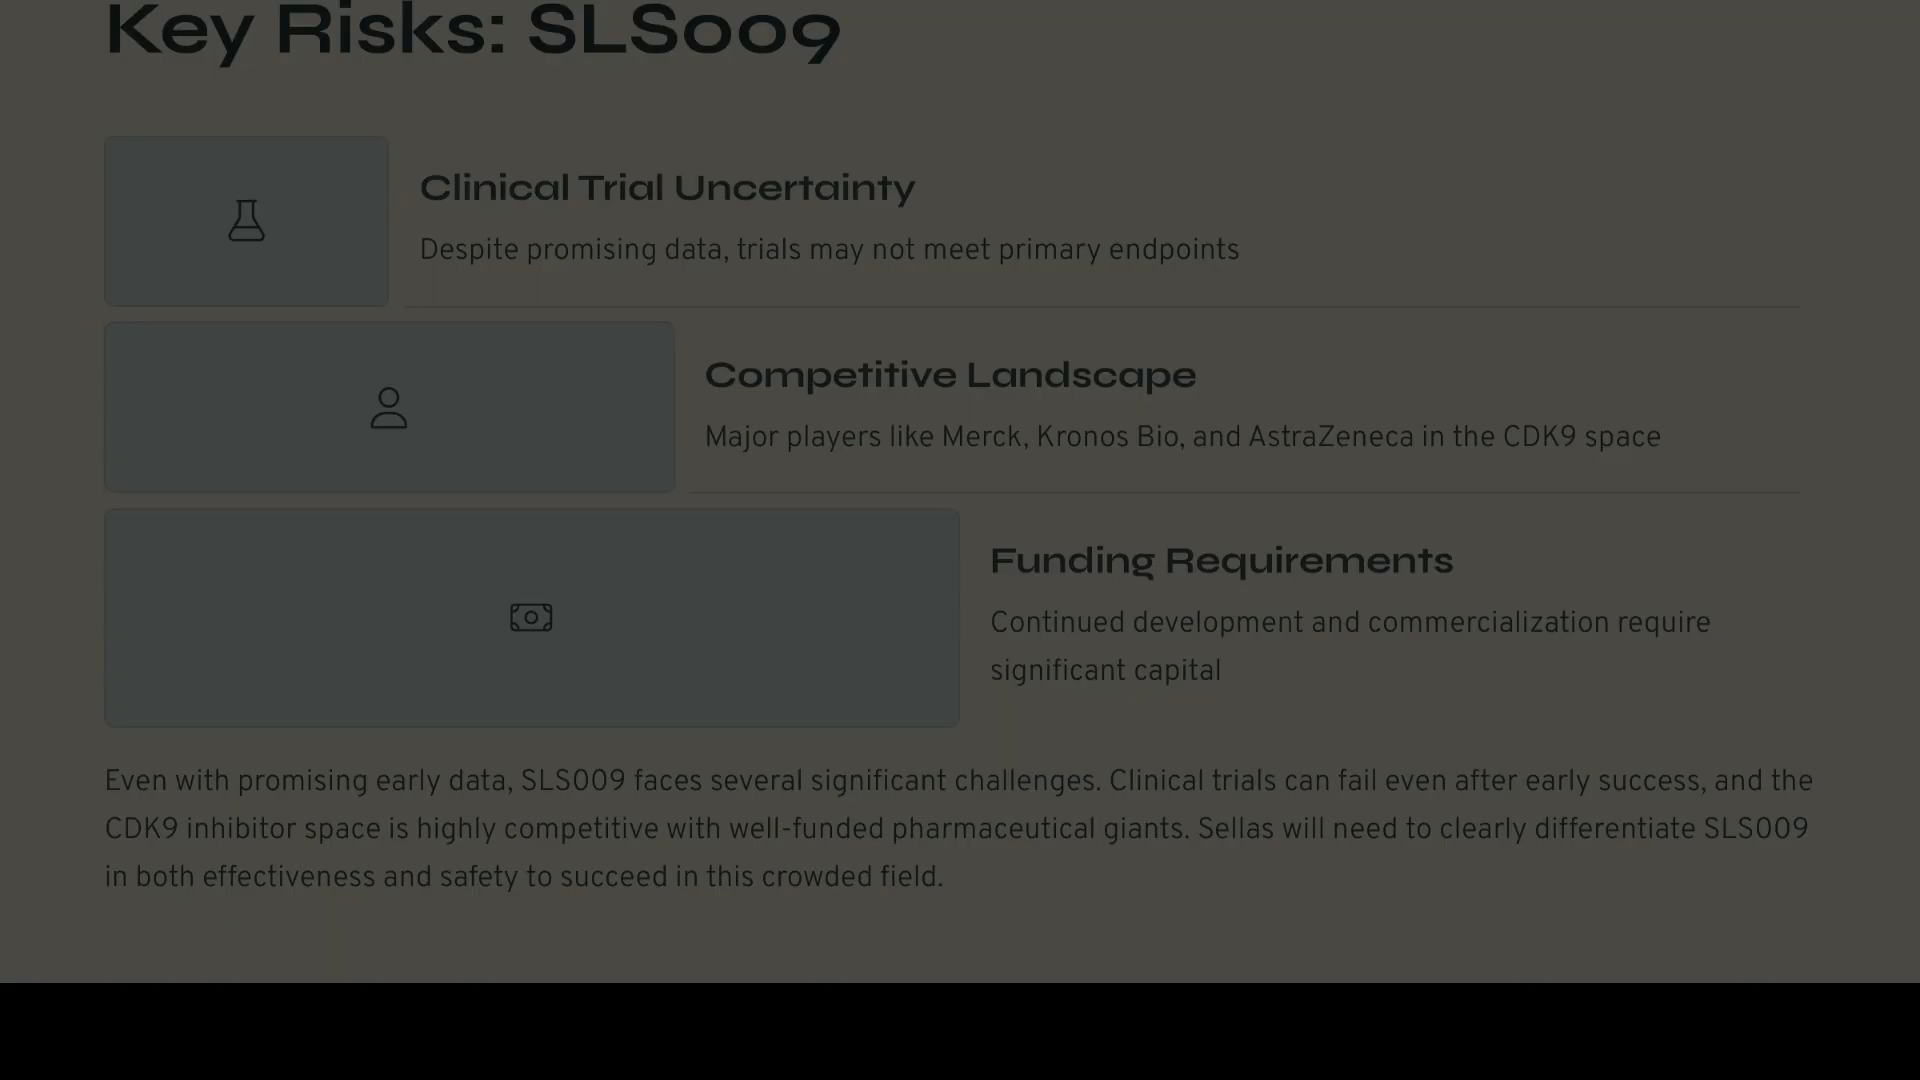 Key Risks: SLS009
Clinical Trial Uncertainty
Despite promising data, trials may not meet primary endpoints
Competitive Landscape
Major players like Merck, Kronos Bio, and AstraZeneca in the CDK9 space
Funding Requirements
Continued development and commercialization require
significant capital
Even with promising early data, SLS009 faces several significant challenges. Clinical trials can fail even after early success, and the
CDK9 inhibitor space is highly competitive with well-funded pharmaceutical giants. Sellas will need to clearly differentiate SLS009
in both effectiveness and safety to succeed in this crowded field.